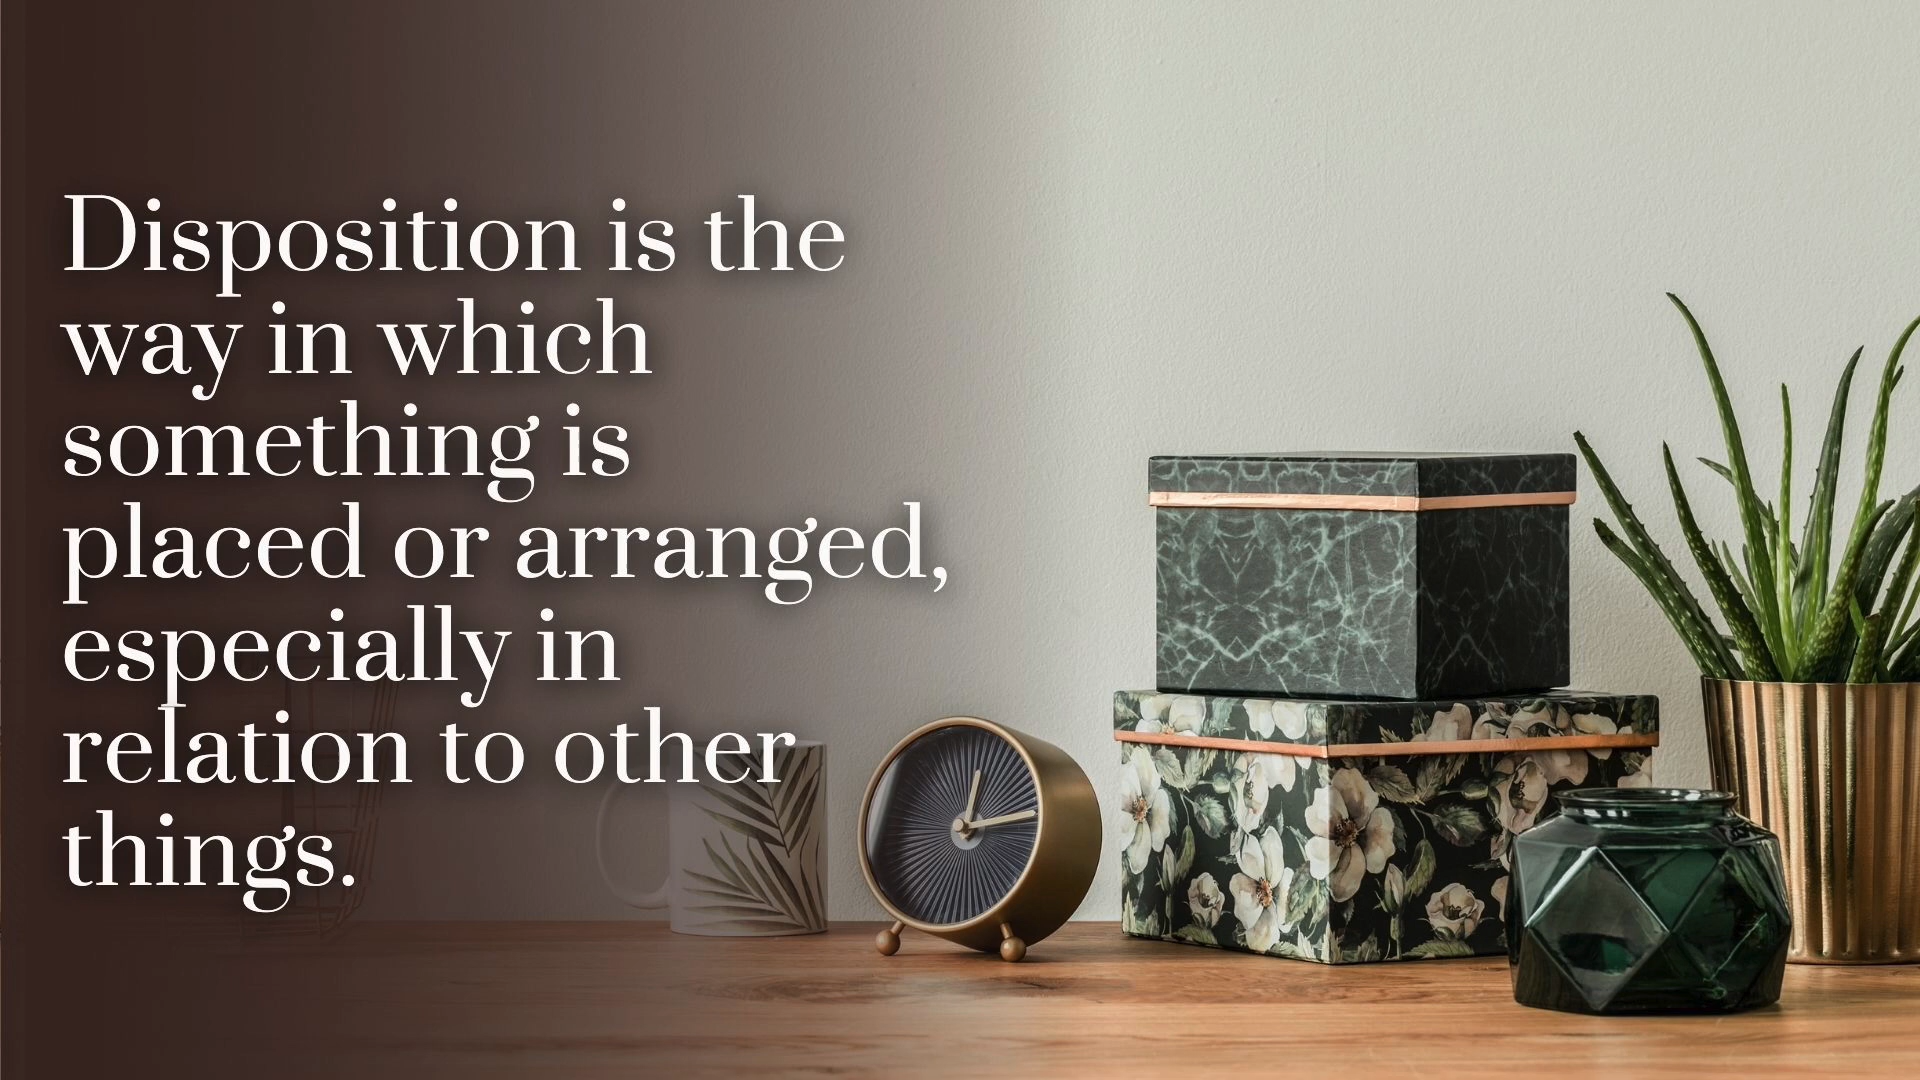 Disposition is the
way in which
something is
placed or arranged,
especially in
relation to other
things.